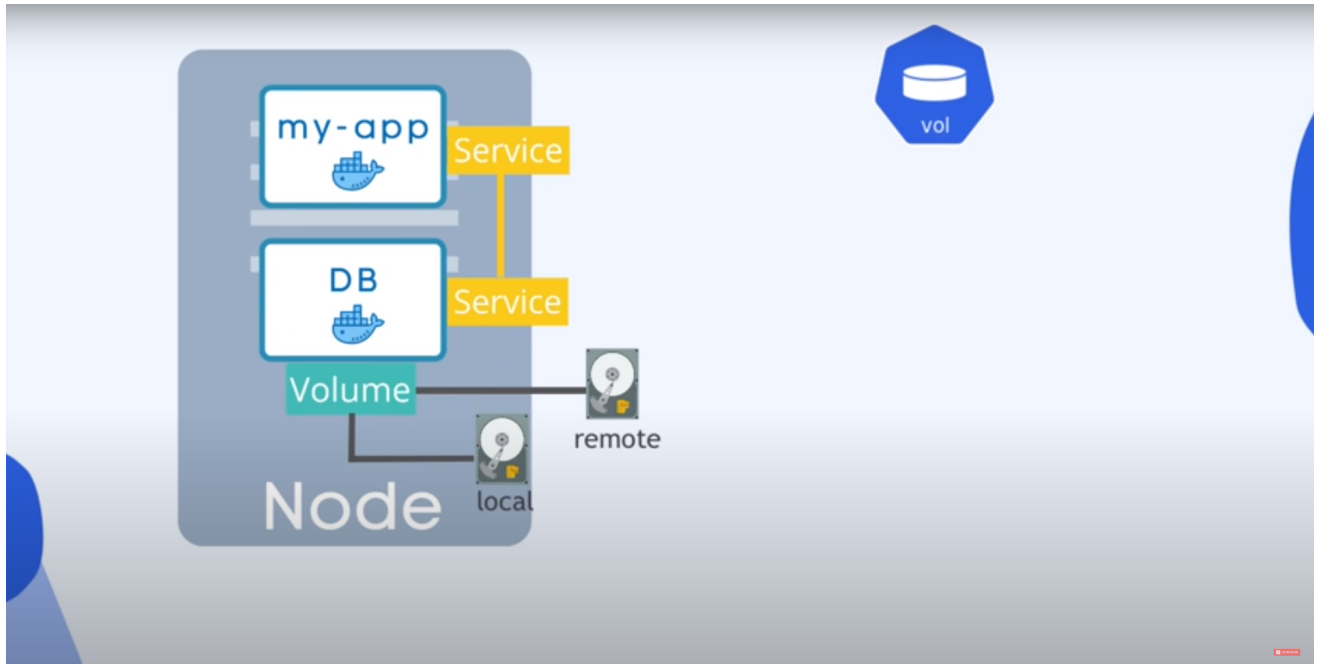 my-app
Service
DB
Service
Volume
remote
local
Node
vol